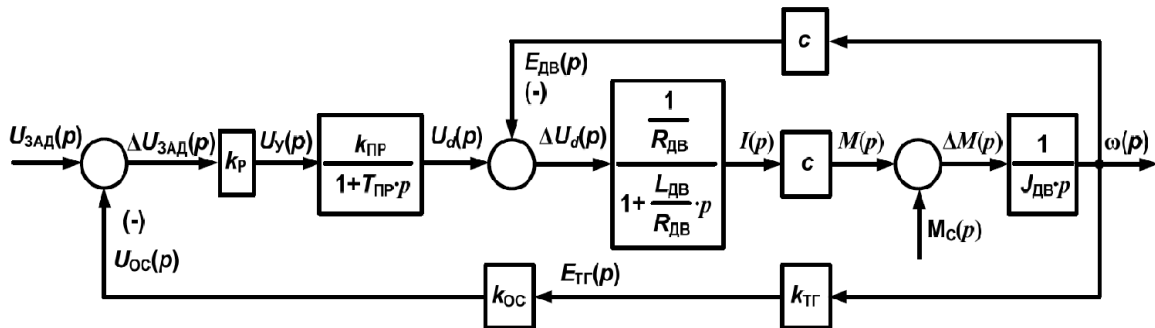 c
E_ДВ(p)
(-)
U_ЗАД(p)
ΔU_ЗАД(p)
k_P
U_У(p)
k_ПР
1+T_ПР·p
U_d(p)
ΔU_d(p)
1
R_ДВ
1+ L_ДВ
R_ДВ ·p
I(p)
c
M(p)
ΔM(p)
1
J_ДВ·p
ω(p)
(-)
U_ОС(p)
M_С(p)
k_ОС
E_ТГ(p)
k_ТГ